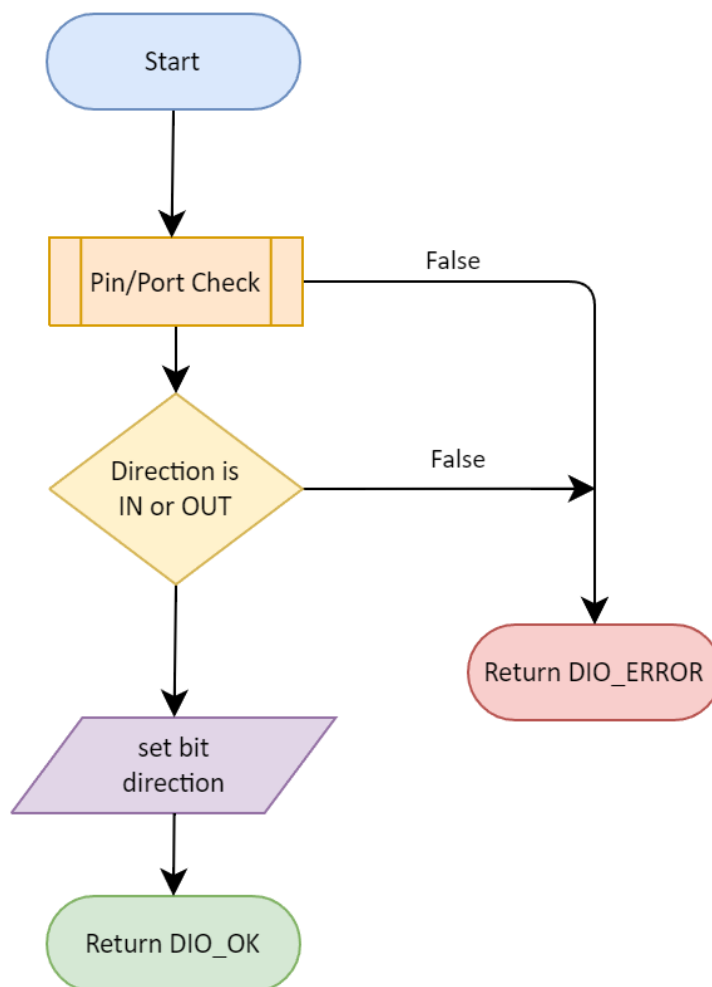 Start
Pin/Port Check
False
Direction is
IN or OUT
False
Return DIO_ERROR
set bit
direction
Return DIO_OK